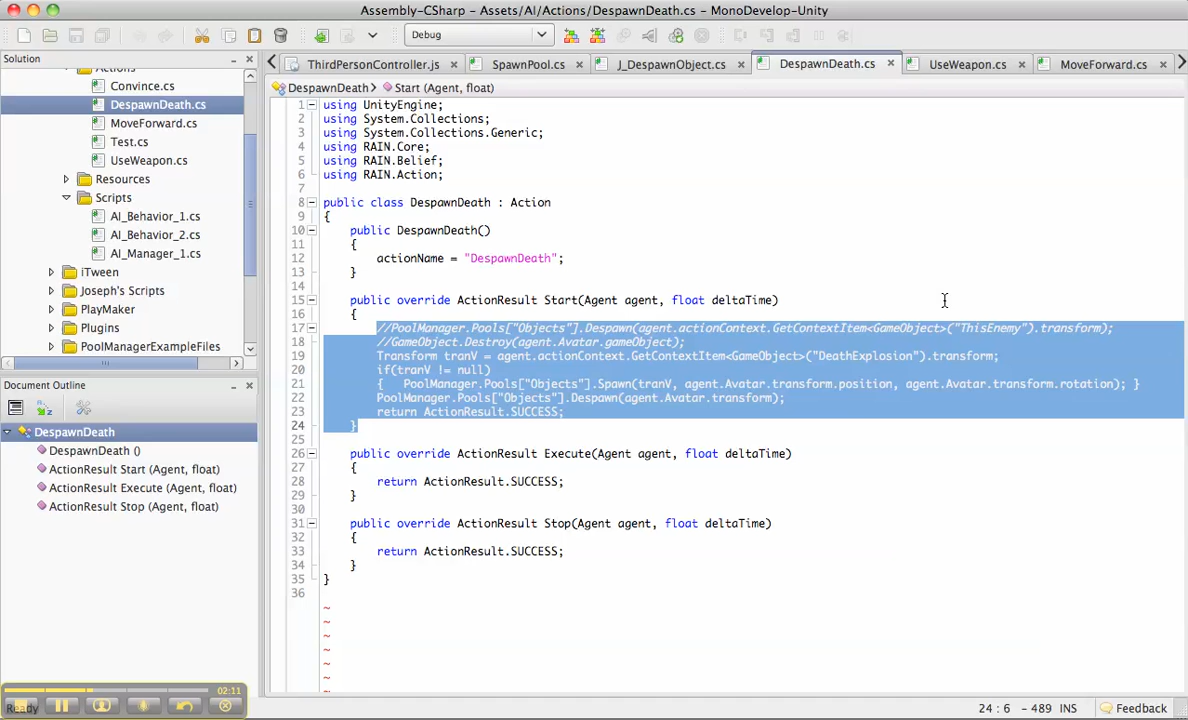 Assembly-CSharp - Assets/AI/Actions/DespawnDeath.cs - MonoDevelop-Unity
Debug
Solution
ThirdPersonController.js
SpawnPool.cs
J_DespawnObject.cs
DespawnDeath.cs
UseWeapon.cs
MoveForward.cs
DespawnDeath
Start (Agent, float)
Actions
Convince.cs
DespawnDeath.cs
MoveForward.cs
Test.cs
UseWeapon.cs
Resources
Scripts
AI_Behavior_1.cs
AI_Behavior_2.cs
AI_Manager_1.cs
iTween
Joseph's Scripts
PlayMaker
Plugins
PoolManagerExampleFiles
Document Outline
DespawnDeath
DespawnDeath ()
ActionResult Start (Agent, float)
ActionResult Execute (Agent, float)
ActionResult Stop (Agent, float)
1 using UnityEngine;
2 using System.Collections;
3 using System.Collections.Generic;
4 using RAIN.Core;
5 using RAIN.Belief;
6 using RAIN.Action;
7
8 public class DespawnDeath : Action
9 {
10 public DespawnDeath()
11 {
12 actionName = "DespawnDeath";
13 }
14
15 public override ActionResult Start(Agent agent, float deltaTime)
16 {
17 //PoolManager.Pools["Objects"].Despawn(agent.actionContext.GetContextItem<GameObject>("ThisEnemy").transform);
18 //GameObject.Destroy(agent.Avatar.gameObject);
19 Transform tranV = agent.actionContext.GetContextItem<GameObject>("DeathExplosion").transform;
20 if(tranV != null)
21 { PoolManager.Pools["Objects"].Spawn(tranV, agent.Avatar.transform.position, agent.Avatar.transform.rotation); }
22 PoolManager.Pools["Objects"].Despawn(agent.Avatar.transform);
23 return ActionResult.SUCCESS;
24 }
25
26 public override ActionResult Execute(Agent agent, float deltaTime)
27 {
28 return ActionResult.SUCCESS;
29 }
30
31 public override ActionResult Stop(Agent agent, float deltaTime)
32 {
33 return ActionResult.SUCCESS;
34 }
35 }
36
~
~
~
~
~
~
02:11
Ready
24 : 6 - 489 INS
Feedback